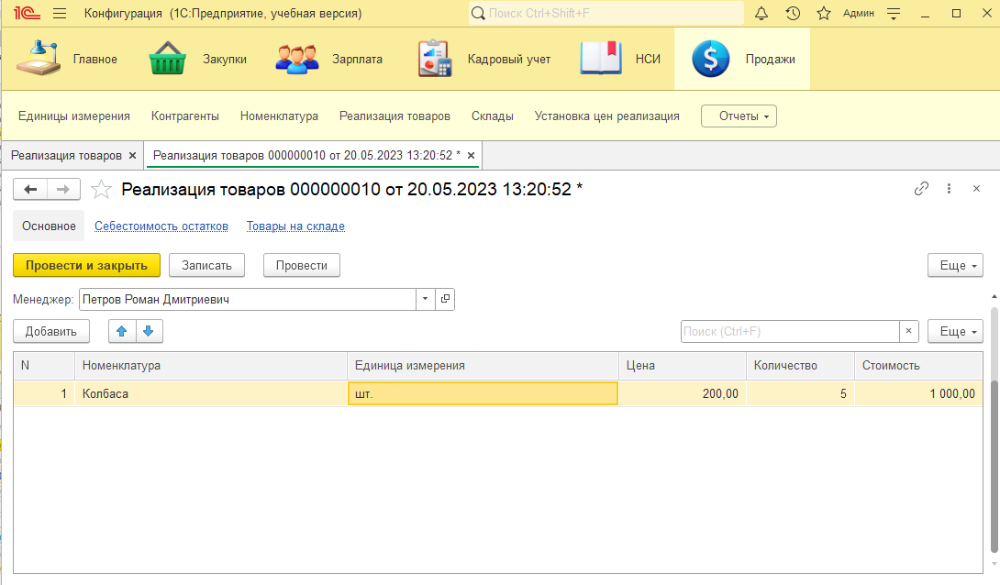 1С Конфигурация (1С:Предприятие, учебная версия) Поиск Ctrl+Shift+F Админ
Главное Закупки Зарплата Кадровый учет НСИ Продажи
Единицы измерения Контрагенты Номенклатура Реализация товаров Склады Установка цен реализация Отчеты
Реализация товаров × Реализация товаров 000000010 от 20.05.2023 13:20:52 * ×
Реализация товаров 000000010 от 20.05.2023 13:20:52 *
Основное Себестоимость остатков Товары на складе
Провести и закрыть Записать Провести Еще
Менеджер: Петров Роман Дмитриевич
Добавить Поиск (Ctrl+F) × Еще
N Номенклатура Единица измерения Цена Количество Стоимость
1 Колбаса шт. 200,00 5 1 000,00